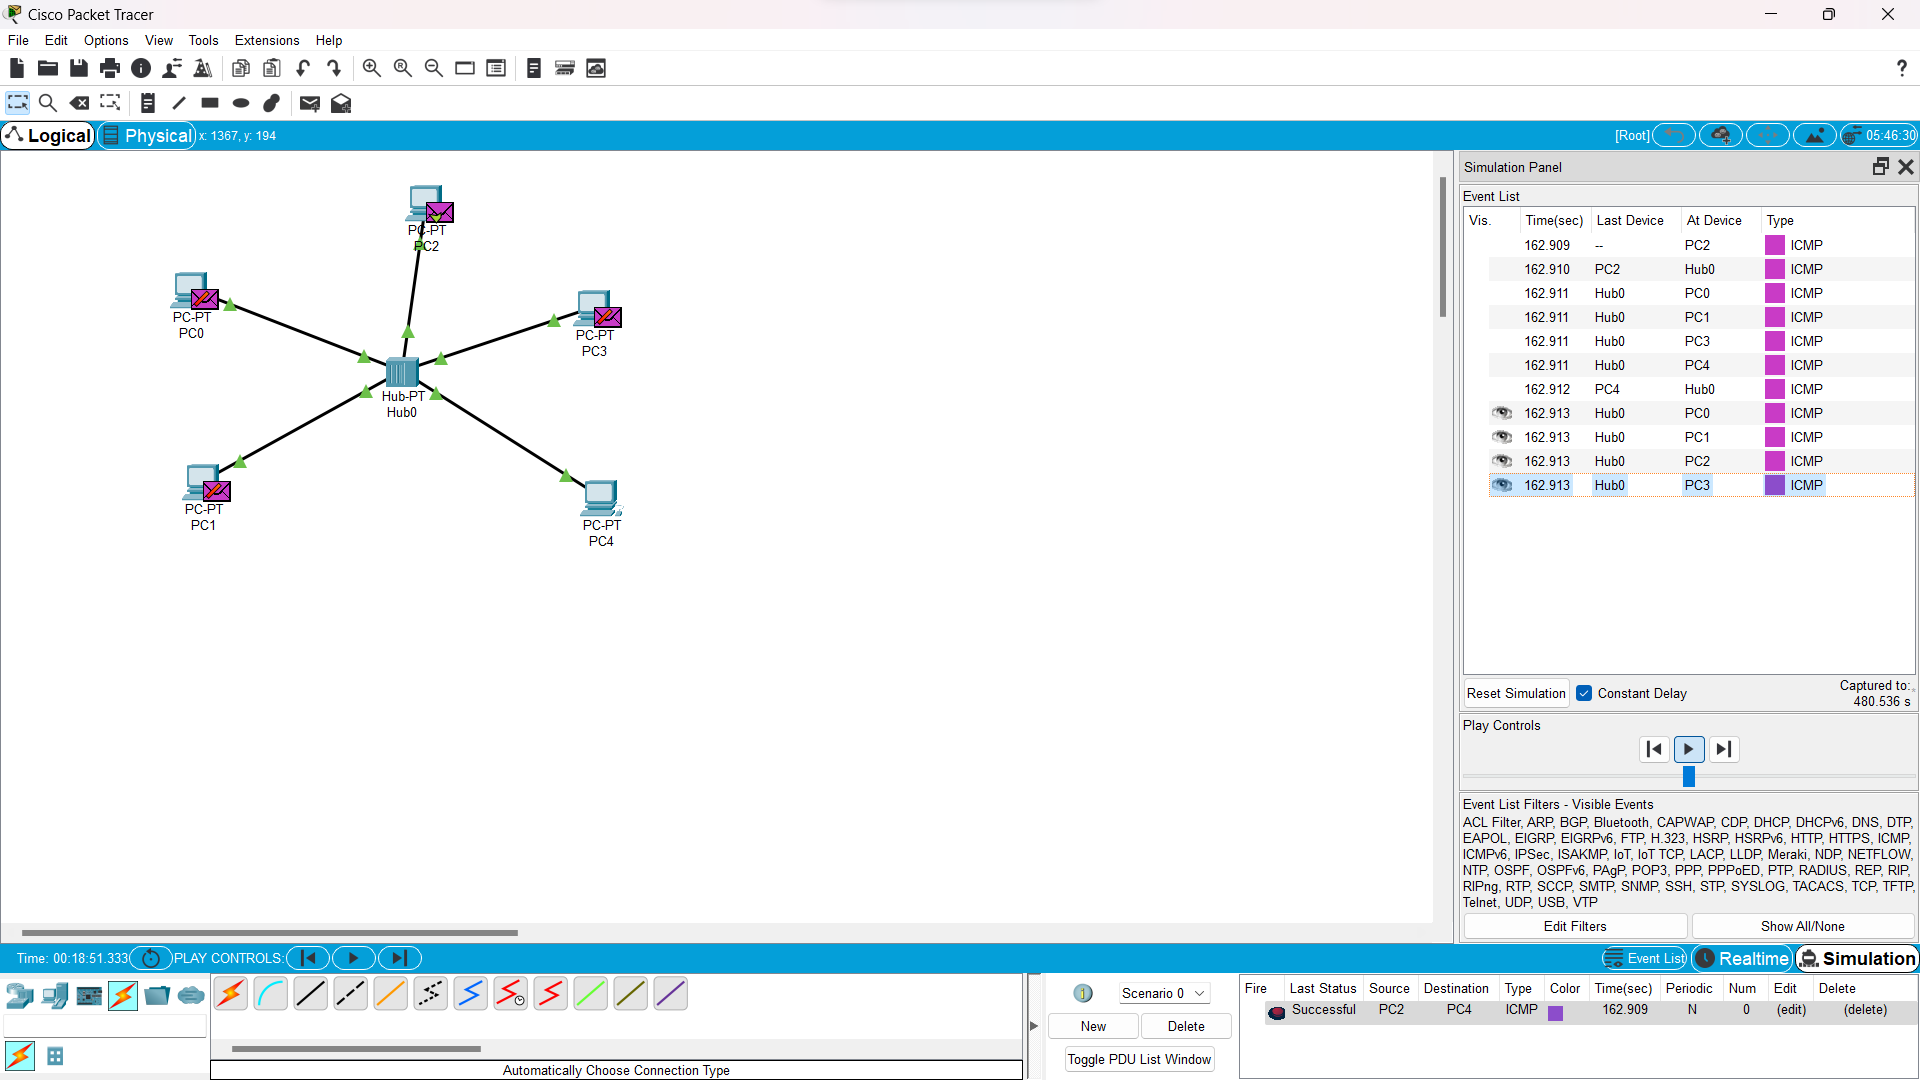 Cisco Packet Tracer
File Edit Options View Tools Extensions Help
?
Logical Physical x: 1367, y: 194
[Root] 05:46:30
PC-PT
PC2
PC-PT
PC0
PC-PT
PC3
Hub-PT
Hub0
PC-PT
PC1
PC-PT
PC4
Simulation Panel
Event List
Vis. Time(sec) Last Device At Device Type
162.909 -- PC2 ICMP
162.910 PC2 Hub0 ICMP
162.911 Hub0 PC0 ICMP
162.911 Hub0 PC1 ICMP
162.911 Hub0 PC3 ICMP
162.911 Hub0 PC4 ICMP
162.912 PC4 Hub0 ICMP
162.913 Hub0 PC0 ICMP
162.913 Hub0 PC1 ICMP
162.913 Hub0 PC2 ICMP
162.913 Hub0 PC3 ICMP
Reset Simulation Constant Delay
Captured to:
480.536 s
Play Controls
Event List Filters - Visible Events
ACL Filter, ARP, BGP, Bluetooth, CAPWAP, CDP, DHCP, DHCPv6, DNS, DTP,
EAPOL, EIGRP, EIGRPv6, FTP, H.323, HSRP, HSRPv6, HTTP, HTTPS, ICMP,
ICMPv6, IPSec, ISAKMP, IoT, IoT TCP, LACP, LLDP, Meraki, NDP, NETFLOW,
NTP, OSPF, OSPFv6, PAgP, POP3, PPP, PPPoED, PTP, RADIUS, REP, RIP,
RIPng, RTP, SCCP, SMTP, SNMP, SSH, STP, SYSLOG, TACACS, TCP, TFTP,
Telnet, UDP, USB, VTP
Edit Filters Show All/None
Time: 00:18:51.333 PLAY CONTROLS: Event List Realtime Simulation
Automatically Choose Connection Type
Scenario 0
New Delete
Toggle PDU List Window
Fire Last Status Source Destination Type Color Time(sec) Periodic Num Edit Delete
Successful PC2 PC4 ICMP 162.909 N 0 (edit) (delete)